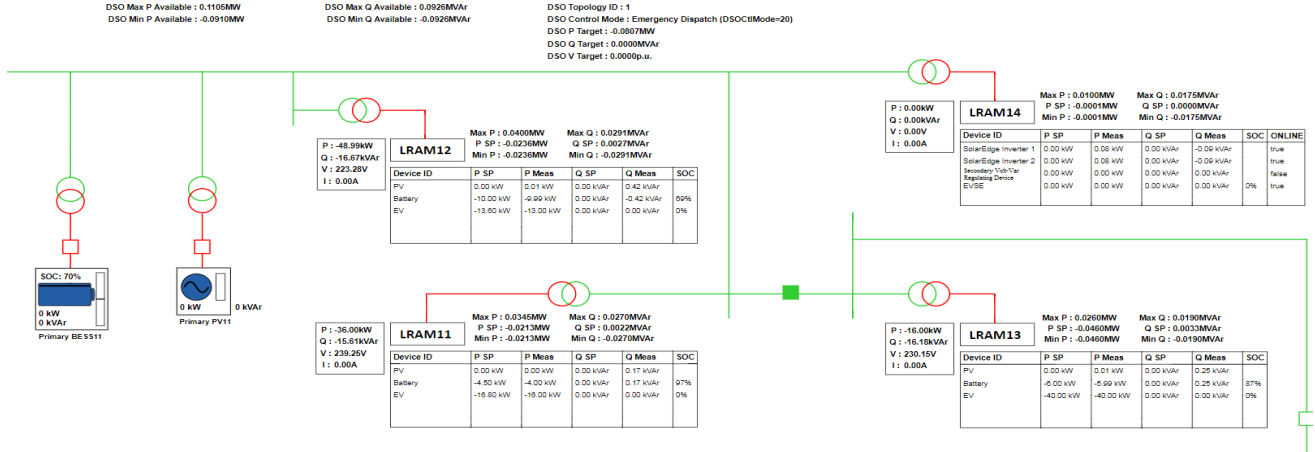 DSO Max P Available : 0.1105MW
DSO Min P Available : -0.0910MW
DSO Max Q Available : 0.0926MVAr
DSO Min Q Available : -0.0926MVAr
DSO Topology ID : 1
DSO Control Mode : Emergency Dispatch (DSOCtlMode=20)
DSO P Target : -0.0807MW
DSO Q Target : 0.0000MVAr
DSO V Target : 0.0000p.u.
P : -48.99kW
Q : -16.67kVAr
V : 223.28V
I : 0.00A
LRAM12
Max P : 0.0400MW Max Q : 0.0291MVAr
P SP : -0.0236MW Q SP : 0.0027MVAr
Min P : -0.0236MW Min Q : -0.0291MVAr
Device ID P SP P Meas Q SP Q Meas SOC
PV 0.00 kW 0.01 kW 0.00 kVAr 0.42 kVAr
Battery -10.00 kW -9.99 kW 0.00 kVAr -0.42 kVAr 69%
EV -13.60 kW -13.00 kW 0.00 kVAr 0.00 kVAr 0%
P : 0.00kW
Q : 0.00kVAr
V : 0.00V
I : 0.00A
LRAM14
Max P : 0.0100MW Max Q : 0.0175MVAr
P SP : -0.0001MW Q SP : 0.0000MVAr
Min P : -0.0001MW Min Q : -0.0175MVAr
Device ID P SP P Meas Q SP Q Meas SOC ONLINE
SolarEdge Inverter 1 0.00 kW 0.08 kW 0.00 kVAr -0.09 kVAr true
SolarEdge Inverter 2 0.00 kW 0.08 kW 0.00 kVAr -0.09 kVAr true
Secondary Volt-Var
Regulating Device 0.00 kW 0.00 kW 0.00 kVAr 0.00 kVAr false
EVSE 0.00 kW 0.00 kW 0.00 kVAr 0.00 kVAr 0% true
SOC: 70%
0 kW
0 kVAr
Primary BESS11
0 kW 0 kVAr
Primary PV11
P : -36.00kW
Q : -15.61kVAr
V : 239.25V
I : 0.00A
LRAM11
Max P : 0.0345MW Max Q : 0.0270MVAr
P SP : -0.0213MW Q SP : 0.0022MVAr
Min P : -0.0213MW Min Q : -0.0270MVAr
Device ID P SP P Meas Q SP Q Meas SOC
PV 0.00 kW 0.00 kW 0.00 kVAr 0.17 kVAr
Battery -4.50 kW -4.00 kW 0.00 kVAr 0.17 kVAr 97%
EV -16.80 kW -16.00 kW 0.00 kVAr 0.00 kVAr 0%
P : -16.00kW
Q : -16.18kVAr
V : 230.15V
I : 0.00A
LRAM13
Max P : 0.0260MW Max Q : 0.0190MVAr
P SP : -0.0460MW Q SP : 0.0033MVAr
Min P : -0.0460MW Min Q : -0.0190MVAr
Device ID P SP P Meas Q SP Q Meas SOC
PV 0.00 kW 0.01 kW 0.00 kVAr 0.25 kVAr
Battery -6.00 kW -5.99 kW 0.00 kVAr 0.25 kVAr 87%
EV -40.00 kW -40.00 kW 0.00 kVAr 0.00 kVAr 0%